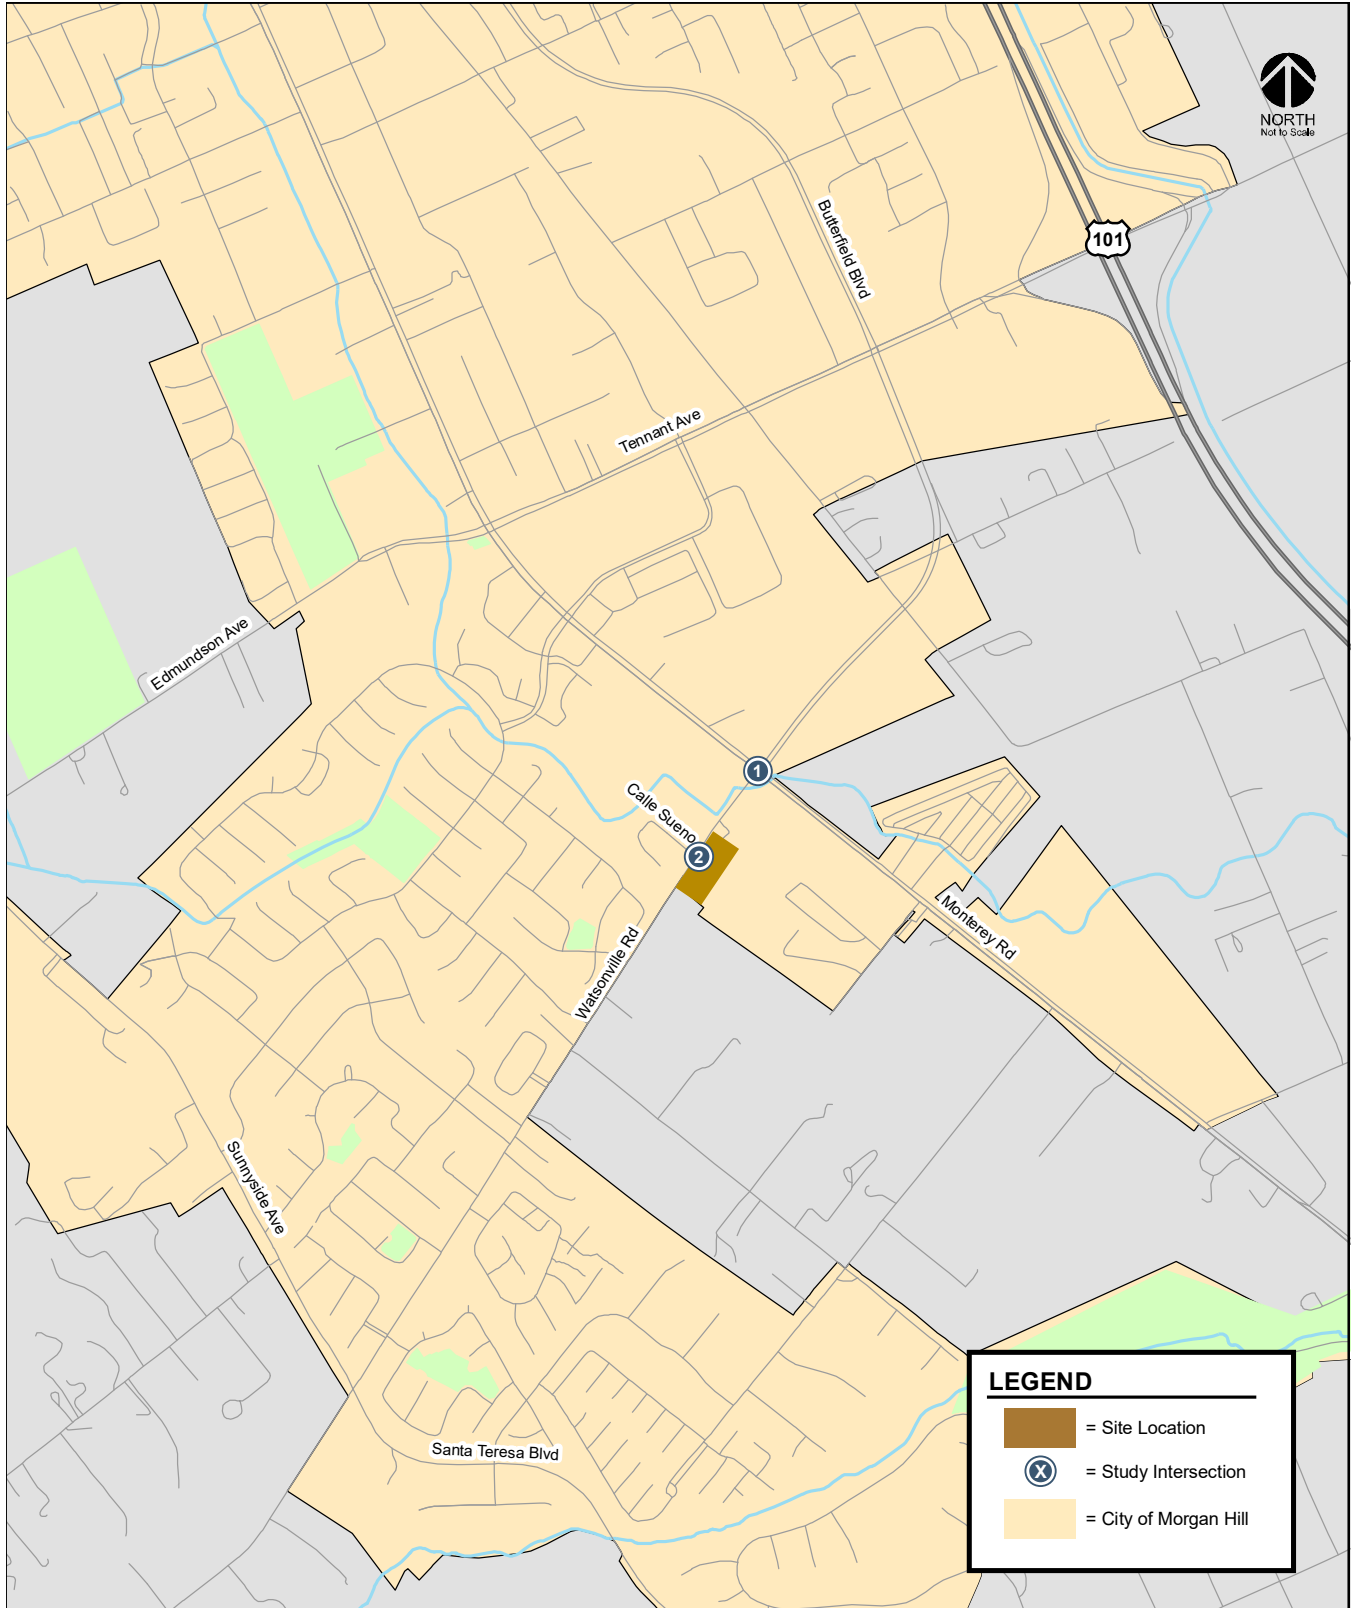 NORTH
Not to Scale
101
Butterfield Blvd
Tennant Ave
Edmundson Ave
1
Calle Sueno
2
Monterey Rd
Watsonville Rd
Sunnyside Ave
Santa Teresa Blvd
LEGEND
= Site Location
X = Study Intersection
= City of Morgan Hill